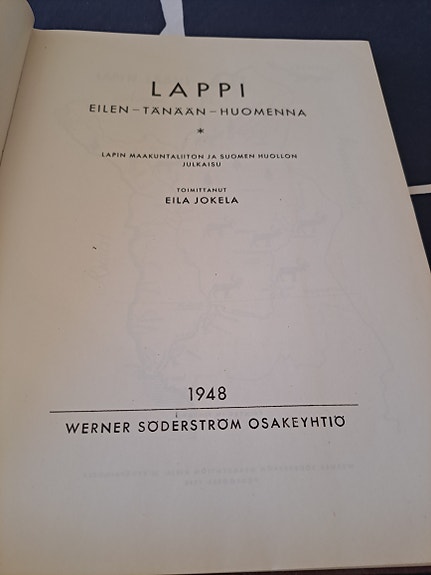 LAPPI
EILEN – TÄNÄÄN – HUOMENNA
*
LAPIN MAAKUNTALIITON JA SUOMEN HUOLLON
JULKAISU
TOIMITTANUT
EILA JOKELA
1948
WERNER SÖDERSTRÖM OSAKEYHTIÖ